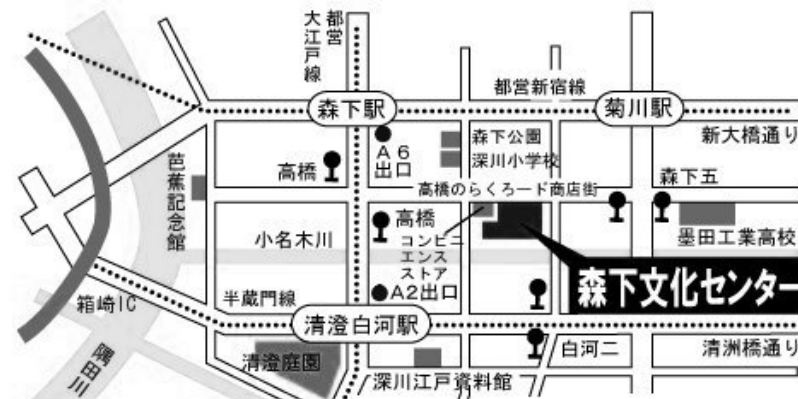 都営
大江戸線
都営新宿線
森下駅
菊川駅
新大橋通り
A6
出口
森下公園
深川小学校
芭蕉記念館
高橋
高橋のらくろード商店街
森下五
高橋
小名木川
コンビニ
エンス
ストア
墨田工業高校
森下文化センター
箱崎IC
半蔵門線
A2出口
清澄白河駅
隅田川
清澄庭園
深川江戸資料館
白河二
清洲橋通り